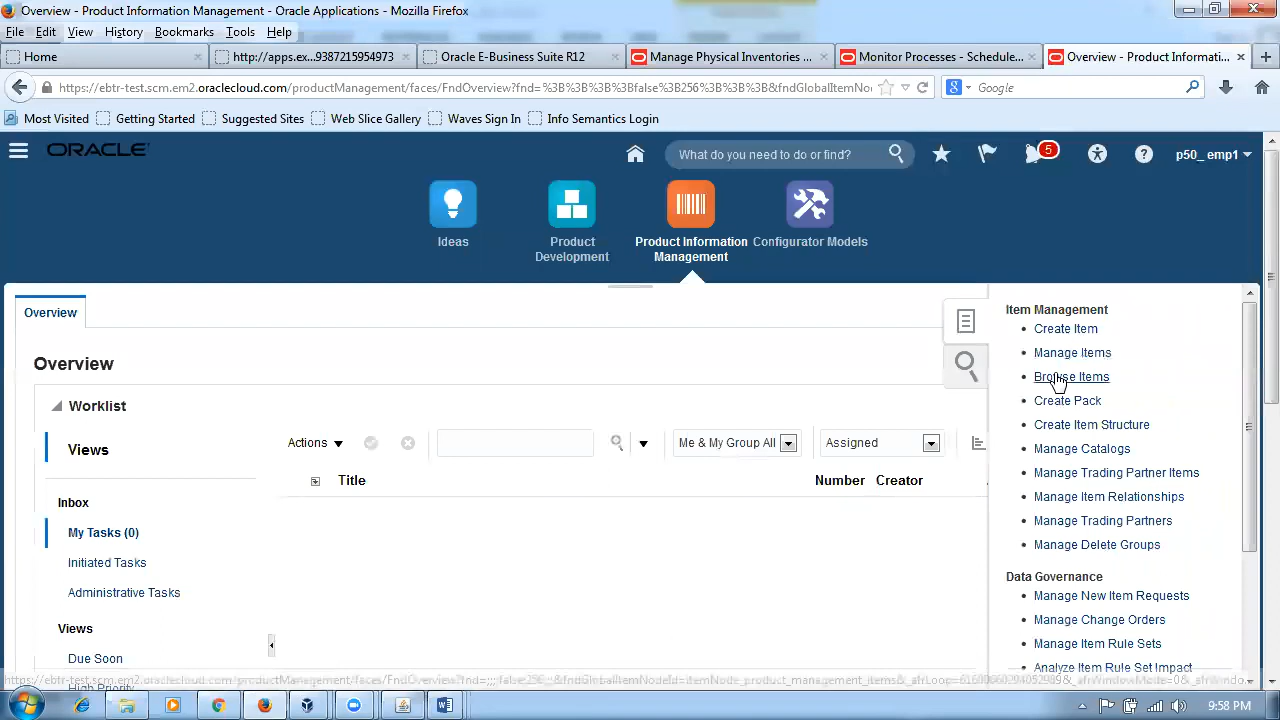 Overview - Product Information Management - Oracle Applications - Mozilla Firefox
File Edit View History Bookmarks Tools Help
Home
http://apps.ex...9387215954973
Oracle E-Business Suite R12
Manage Physical Inventories ...
Monitor Processes - Schedule...
Overview - Product Informati...
https://ebtr-test.scm.em2.oraclecloud.com/productManagement/faces/FndOverview?fnd=%3B%3B%3B%3Bfalse%3B256%3B%3B%3B&fndGlobalItemNod
Google
Most Visited Getting Started Suggested Sites Web Slice Gallery Waves Sign In Info Semantics Login
ORACLE
What do you need to do or find?
5
p50_ emp1
Ideas
Product Development
Product Information Management
Configurator Models
Overview
Overview
Worklist
Views
Actions
Me & My Group All
Assigned
Title Number Creator
Inbox
My Tasks (0)
Initiated Tasks
Administrative Tasks
Views
Due Soon
High Priority
Item Management
Create Item
Manage Items
Browse Items
Create Pack
Create Item Structure
Manage Catalogs
Manage Trading Partner Items
Manage Item Relationships
Manage Trading Partners
Manage Delete Groups
Data Governance
Manage New Item Requests
Manage Change Orders
Manage Item Rule Sets
Analyze Item Rule Set Impact
9:58 PM